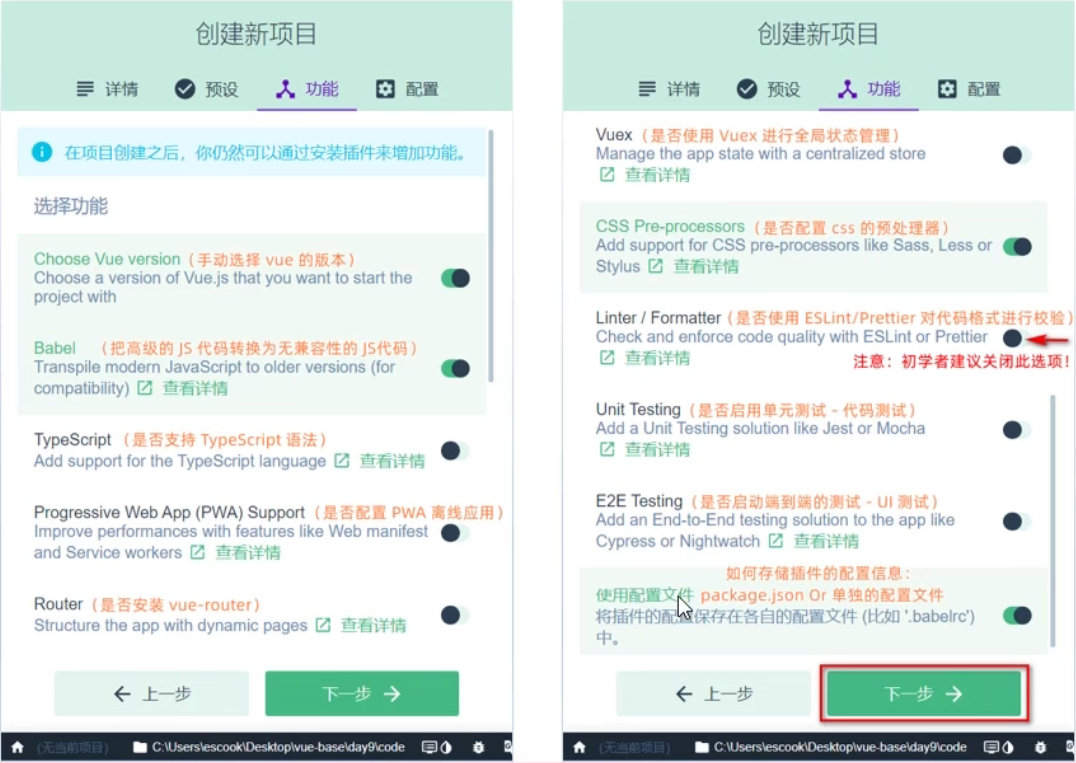 创建新项目
详情 预设 功能 配置
在项目创建之后，你仍然可以通过安装插件来增加功能。
选择功能
Choose Vue version（手动选择 vue 的版本）
Choose a version of Vue.js that you want to start the
project with
Babel （把高级的 JS 代码转换为无兼容性的 JS代码）
Transpile modern JavaScript to older versions (for
compatibility) 查看详情
TypeScript （是否支持 TypeScript 语法）
Add support for the TypeScript language 查看详情
Progressive Web App (PWA) Support（是否配置 PWA 离线应用）
Improve performances with features like Web manifest
and Service workers 查看详情
Router（是否安装 vue-router）
Structure the app with dynamic pages 查看详情
上一步 下一步
(无当前项目) C:\Users\escook\Desktop\vue-base\day9\code
创建新项目
详情 预设 功能 配置
Vuex（是否使用 Vuex 进行全局状态管理）
Manage the app state with a centralized store
查看详情
CSS Pre-processors（是否配置 css 的预处理器）
Add support for CSS pre-processors like Sass, Less or
Stylus 查看详情
Linter / Formatter（是否使用 ESLint/Prettier 对代码格式进行校验）
Check and enforce code quality with ESLint or Prettier
查看详情 注意：初学者建议关闭此选项！
Unit Testing（是否启用单元测试 - 代码测试）
Add a Unit Testing solution like Jest or Mocha
查看详情
E2E Testing（是否启动端到端的测试 - UI 测试）
Add an End-to-End testing solution to the app like
Cypress or Nightwatch 查看详情
如何存储插件的配置信息：
使用配置文件 package.json Or 单独的配置文件
将插件的配置保存在各自的配置文件 (比如 '.babelrc')
中。
上一步 下一步
(无当前项目) C:\Users\escook\Desktop\vue-base\day9\code